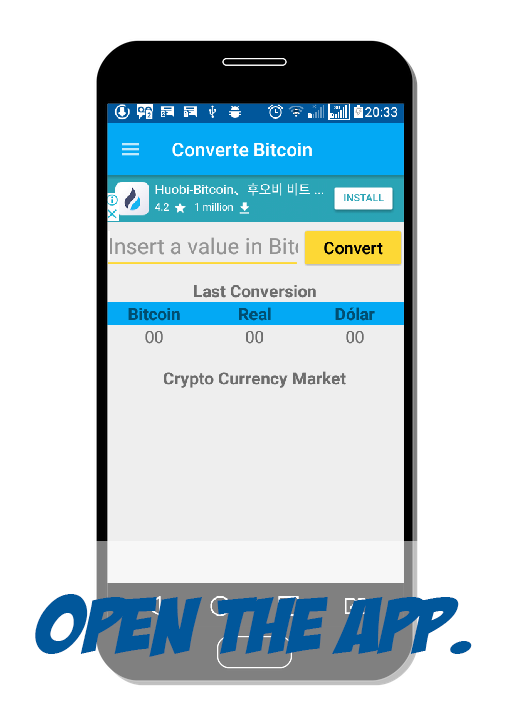 20:33
Converte Bitcoin
Huobi-Bitcoin、후오비 비트 ...
4.2 ★ 1 million
INSTALL
Insert a value in Bit
Convert
Last Conversion
Bitcoin Real Dólar
00 00 00
Crypto Currency Market
OPEN THE APP.